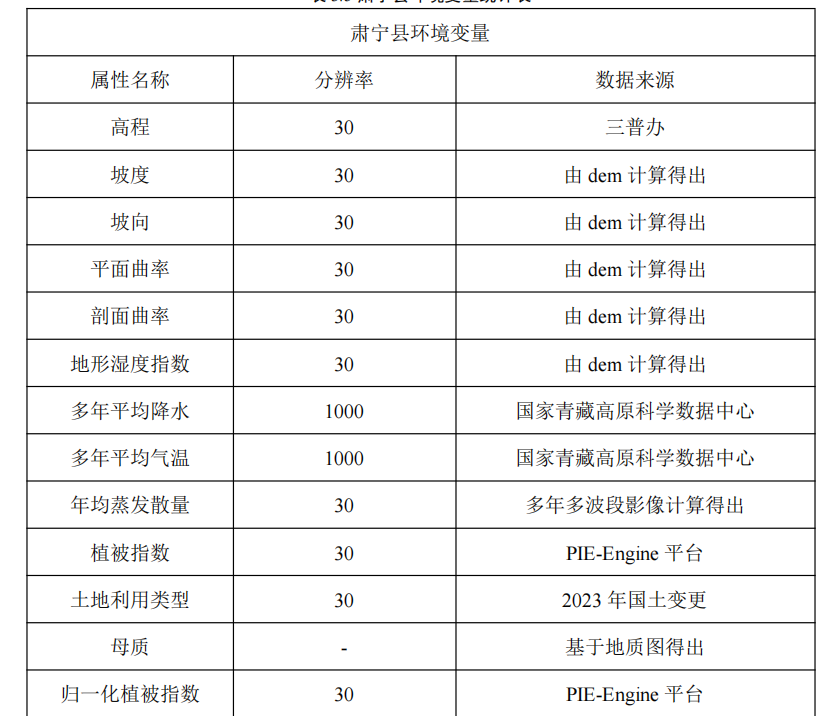 肃宁县环境变量
属性名称 分辨率 数据来源
高程 30 三普办
坡度 30 由 dem 计算得出
坡向 30 由 dem 计算得出
平面曲率 30 由 dem 计算得出
剖面曲率 30 由 dem 计算得出
地形湿度指数 30 由 dem 计算得出
多年平均降水 1000 国家青藏高原科学数据中心
多年平均气温 1000 国家青藏高原科学数据中心
年均蒸发散量 30 多年多波段影像计算得出
植被指数 30 PIE-Engine 平台
土地利用类型 30 2023 年国土变更
母质 - 基于地质图得出
归一化植被指数 30 PIE-Engine 平台